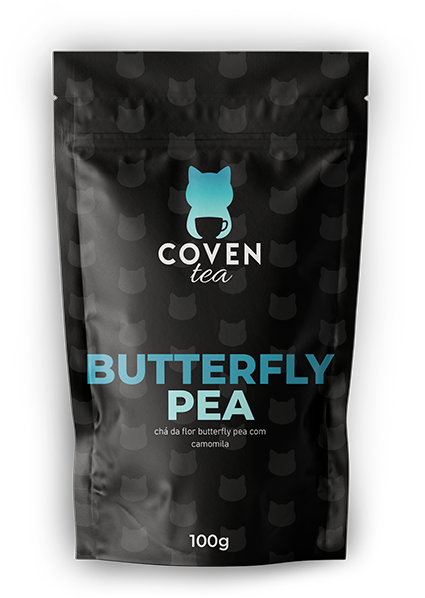 COVEN
tea
BUTTERFLY
PEA
chá da flor butterfly pea com
camomila
100g